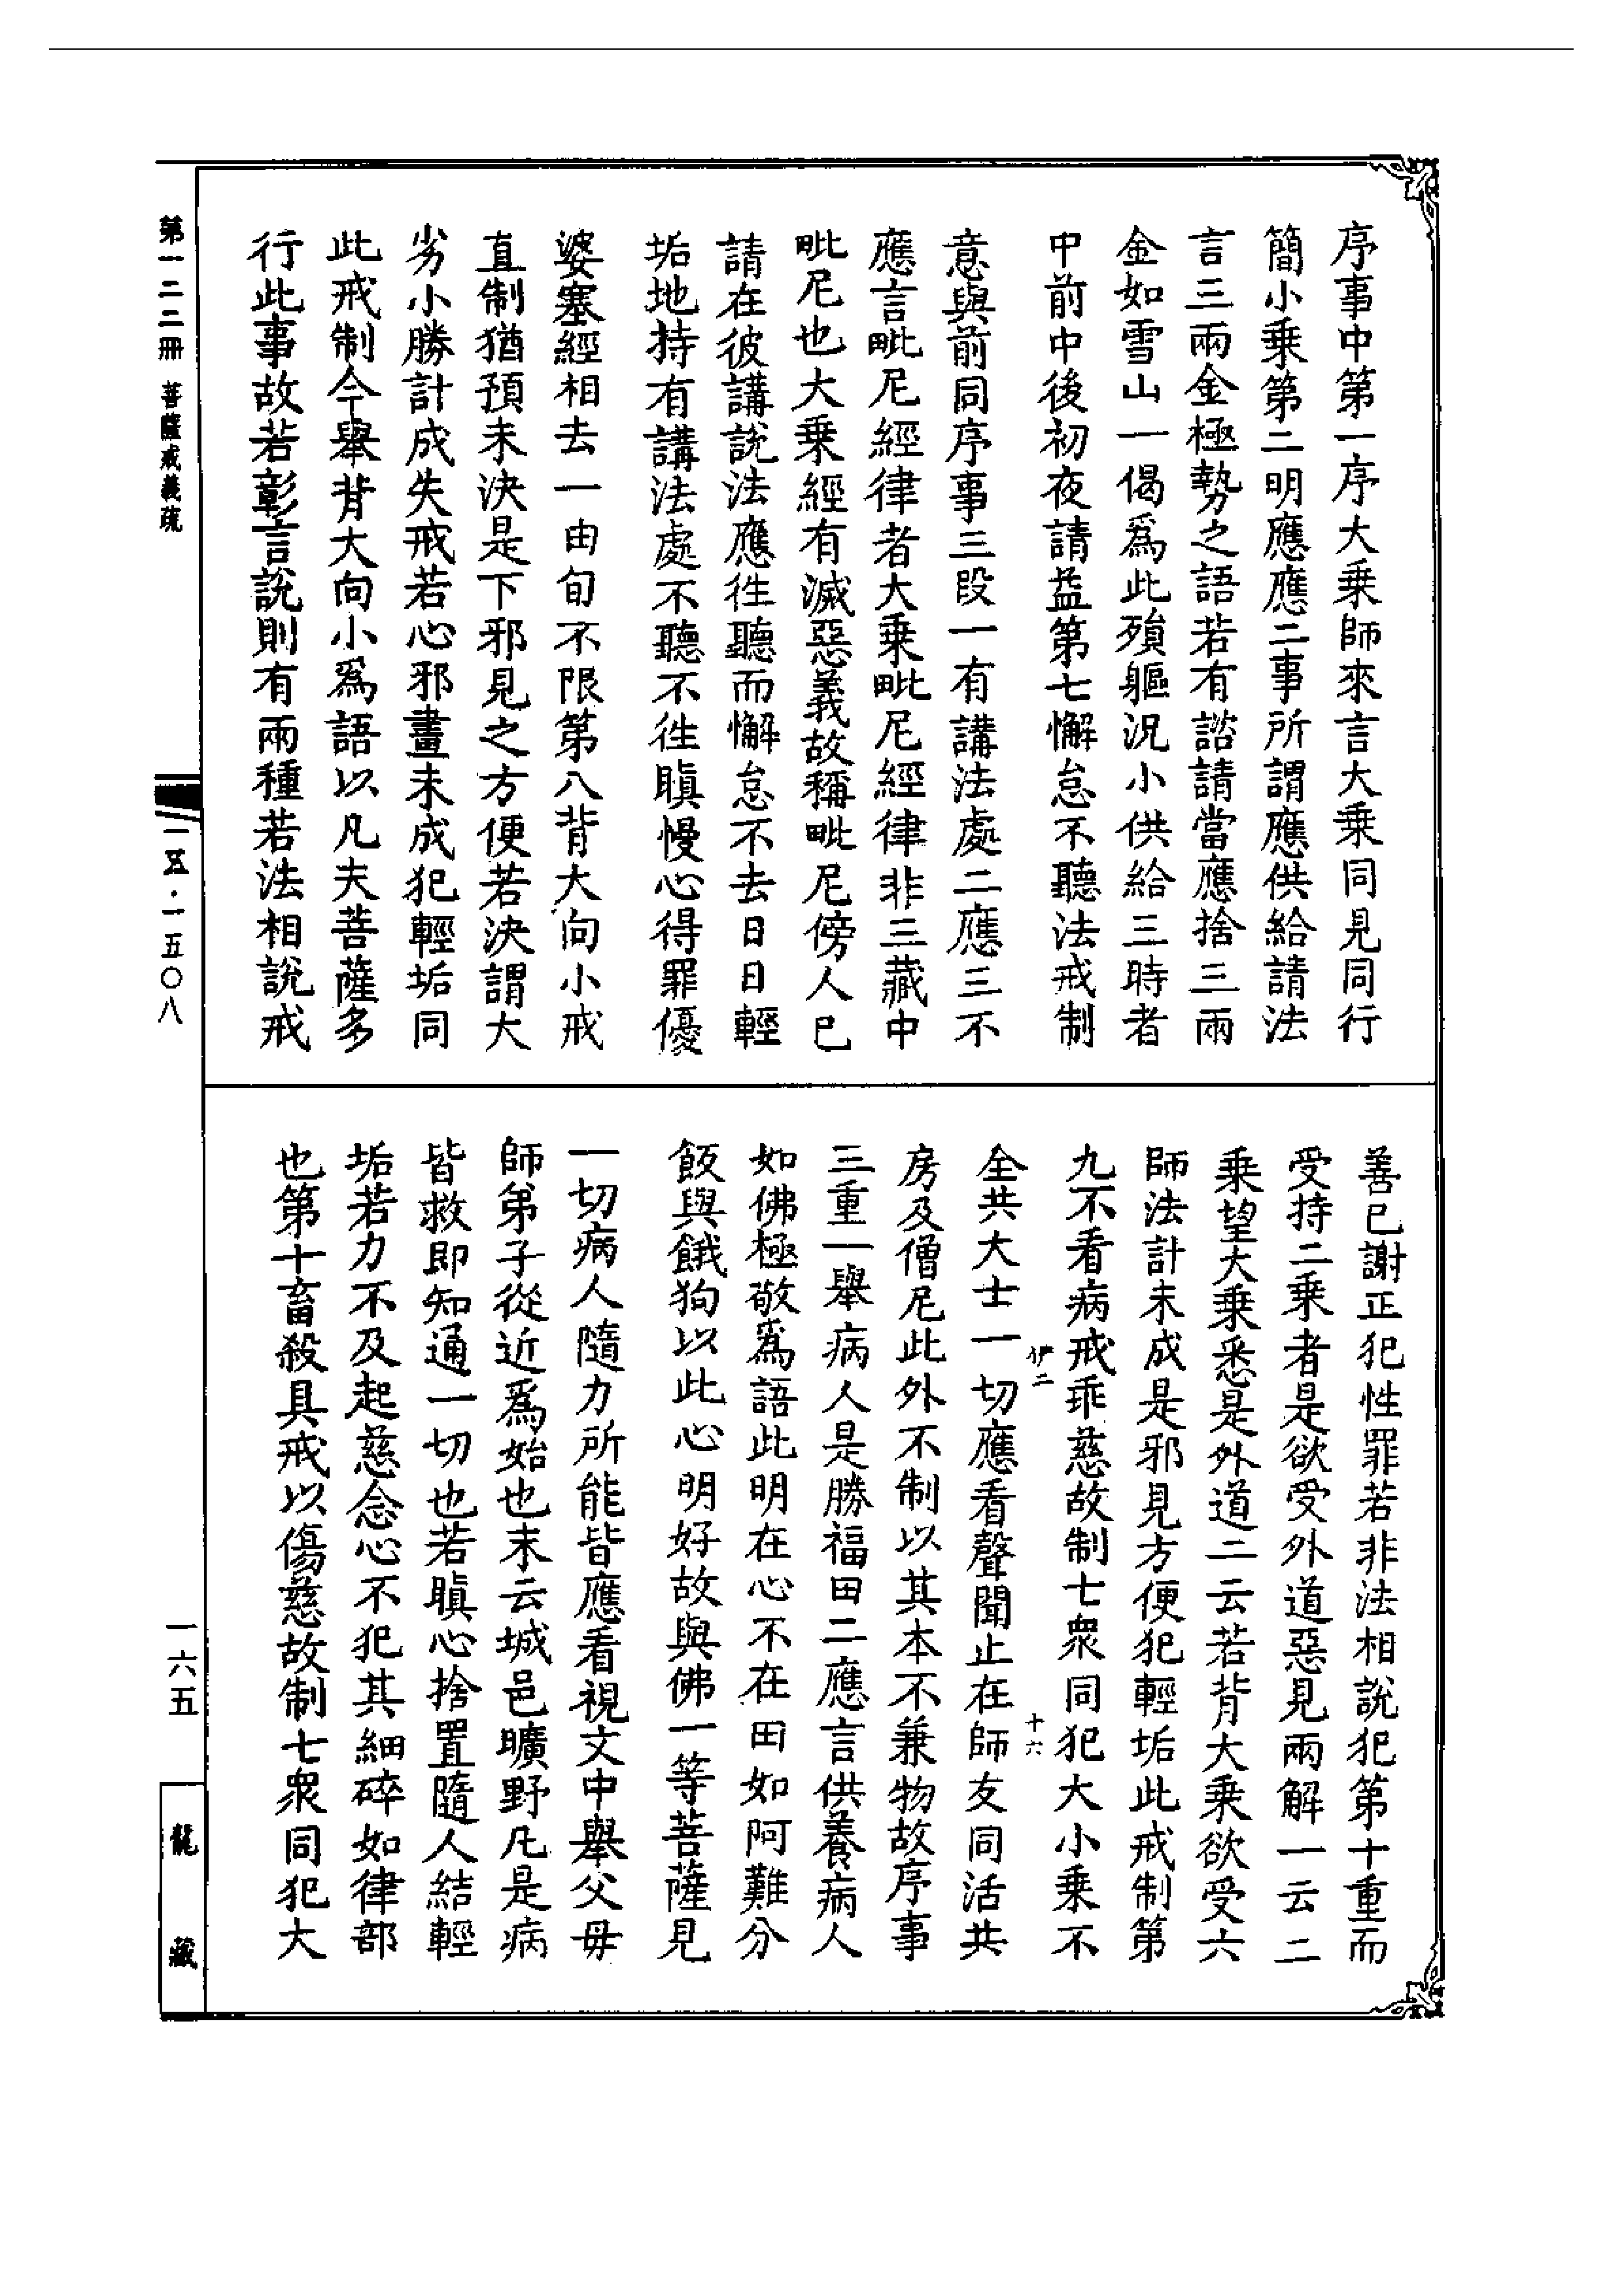 序事中第一序大乘師來言大乘同見同行
簡小乘第二明應應二事所謂應供給請法
言三兩金極勢之語若有諮請當應捨三兩
金如雪山一偈爲此殞軀況小供給三時者
中前中後初夜請益第七懈怠不聽法戒制
意與前同序事三段一有講法處二應三不
應言毗尼經律者大乘毗尼經律非三藏中
毗尼也大乘經有滅惡義故稱毗尼傍人已
請在彼講說法應徃聽而懈怠不去日日輕
垢地持有講法處不聽不徃瞋慢心得罪優
婆塞經相去一由旬不限第八背大向小戒
直制猶預未決是下邪見之方便若決謂大
劣小勝計成失戒若心邪畫未成犯輕垢同
此戒制今舉背大向小爲語以凡夫菩薩多
行此事故若彰言說則有兩種若法相說戒
善已謝正犯性罪若非法相說犯第十重而
受持二乘者是欲受外道惡見兩解一云二
乘望大乘悉是外道二云若背大乘欲受六
師法計未成是邪見方便犯輕垢此戒制第
九不看病戒乖慈故制七衆同犯大小乘不
伊二 十六
全共大士一切應看聲聞止在師友同活共
房及僧尼此外不制以其本不兼物故序事
三重一舉病人是勝福田二應言供養病人
如佛極敬爲語此明在心不在田如阿難分
飯與餓狗以此心明好故與佛一等菩薩見
一切病人隨力所能皆應看視文中舉父母
師弟子從近爲始也末云城邑曠野凡是病
皆救即知通一切也若瞋心捨置隨人結輕
垢若力不及起慈念心不犯其細碎如律部
也第十畜殺具戒以傷慈故制七衆同犯大
第一二二冊 菩薩戒義疏
一五·一五〇八
一六五
龍藏